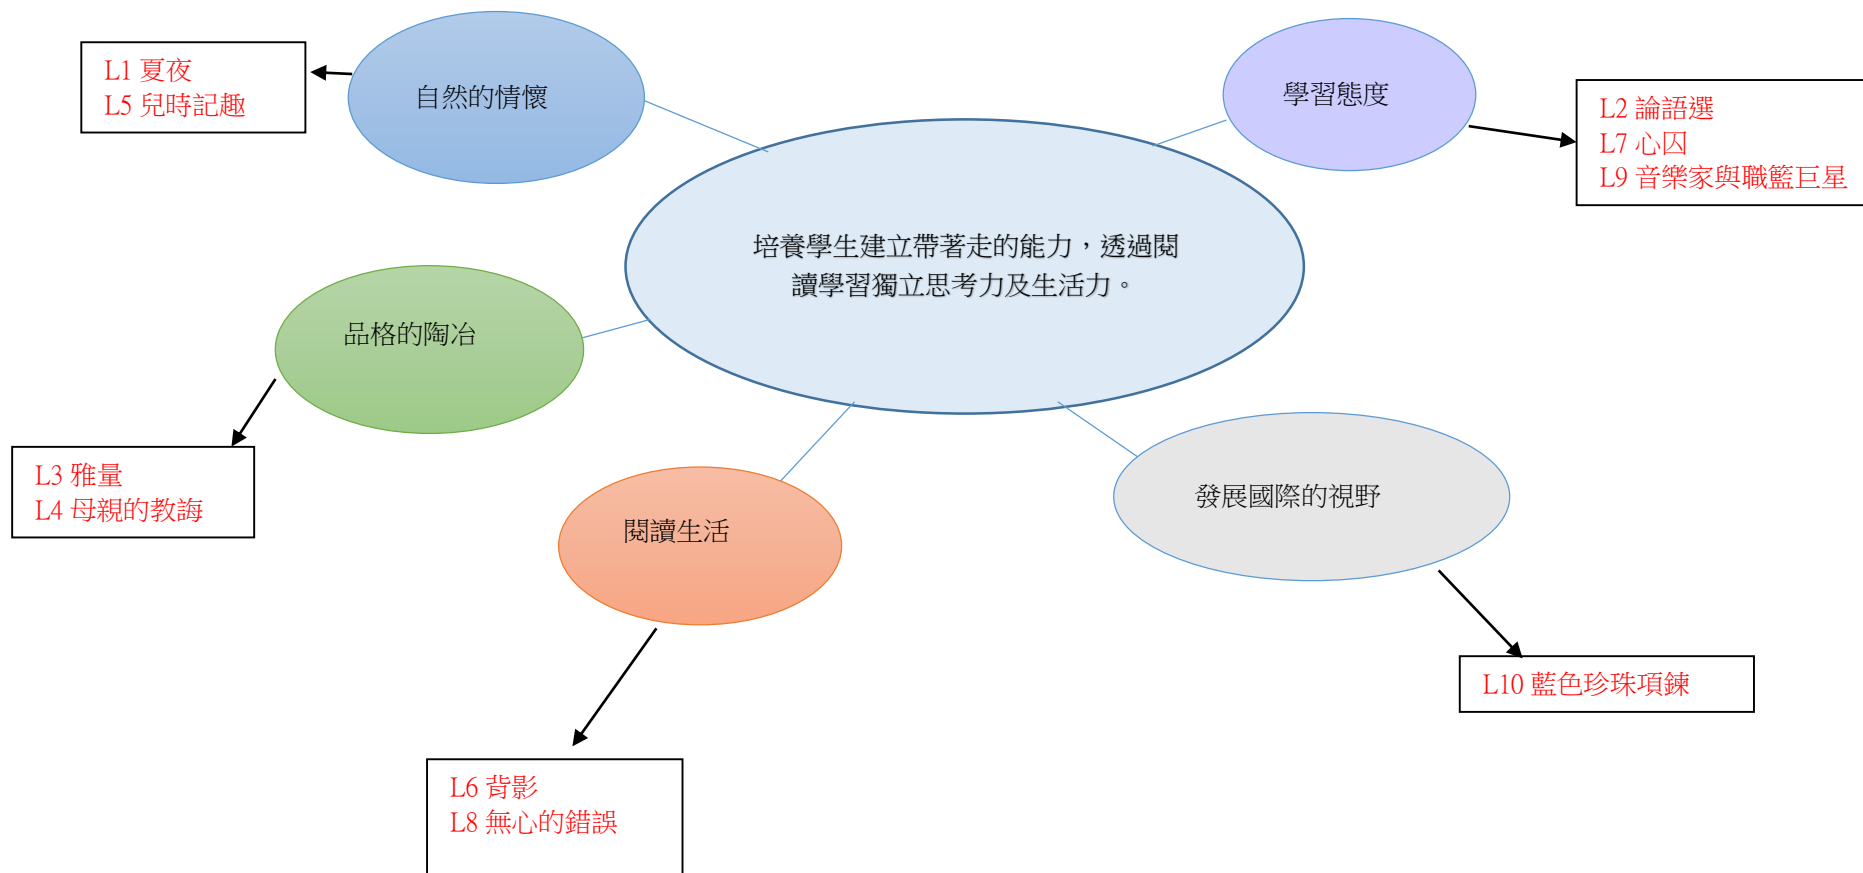 L1 夏夜
L5 兒時記趣
自然的情懷
學習態度
L2 論語選
L7 心囚
L9 音樂家與職籃巨星
培養學生建立帶著走的能力，透過閱
讀學習獨立思考力及生活力。
品格的陶冶
L3 雅量
L4 母親的教誨
閱讀生活
發展國際的視野
L10 藍色珍珠項鍊
L6 背影
L8 無心的錯誤